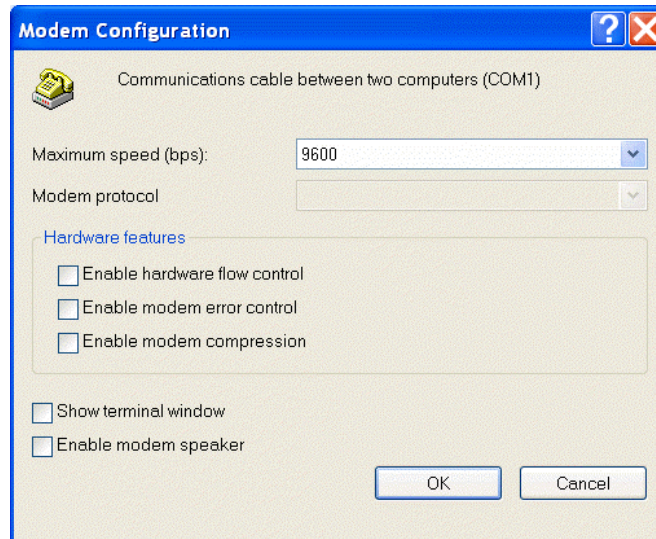 Modem Configuration
Communications cable between two computers (COM1)
Maximum speed (bps): 9600
Modem protocol
Hardware features
Enable hardware flow control
Enable modem error control
Enable modem compression
Show terminal window
Enable modem speaker
OK Cancel